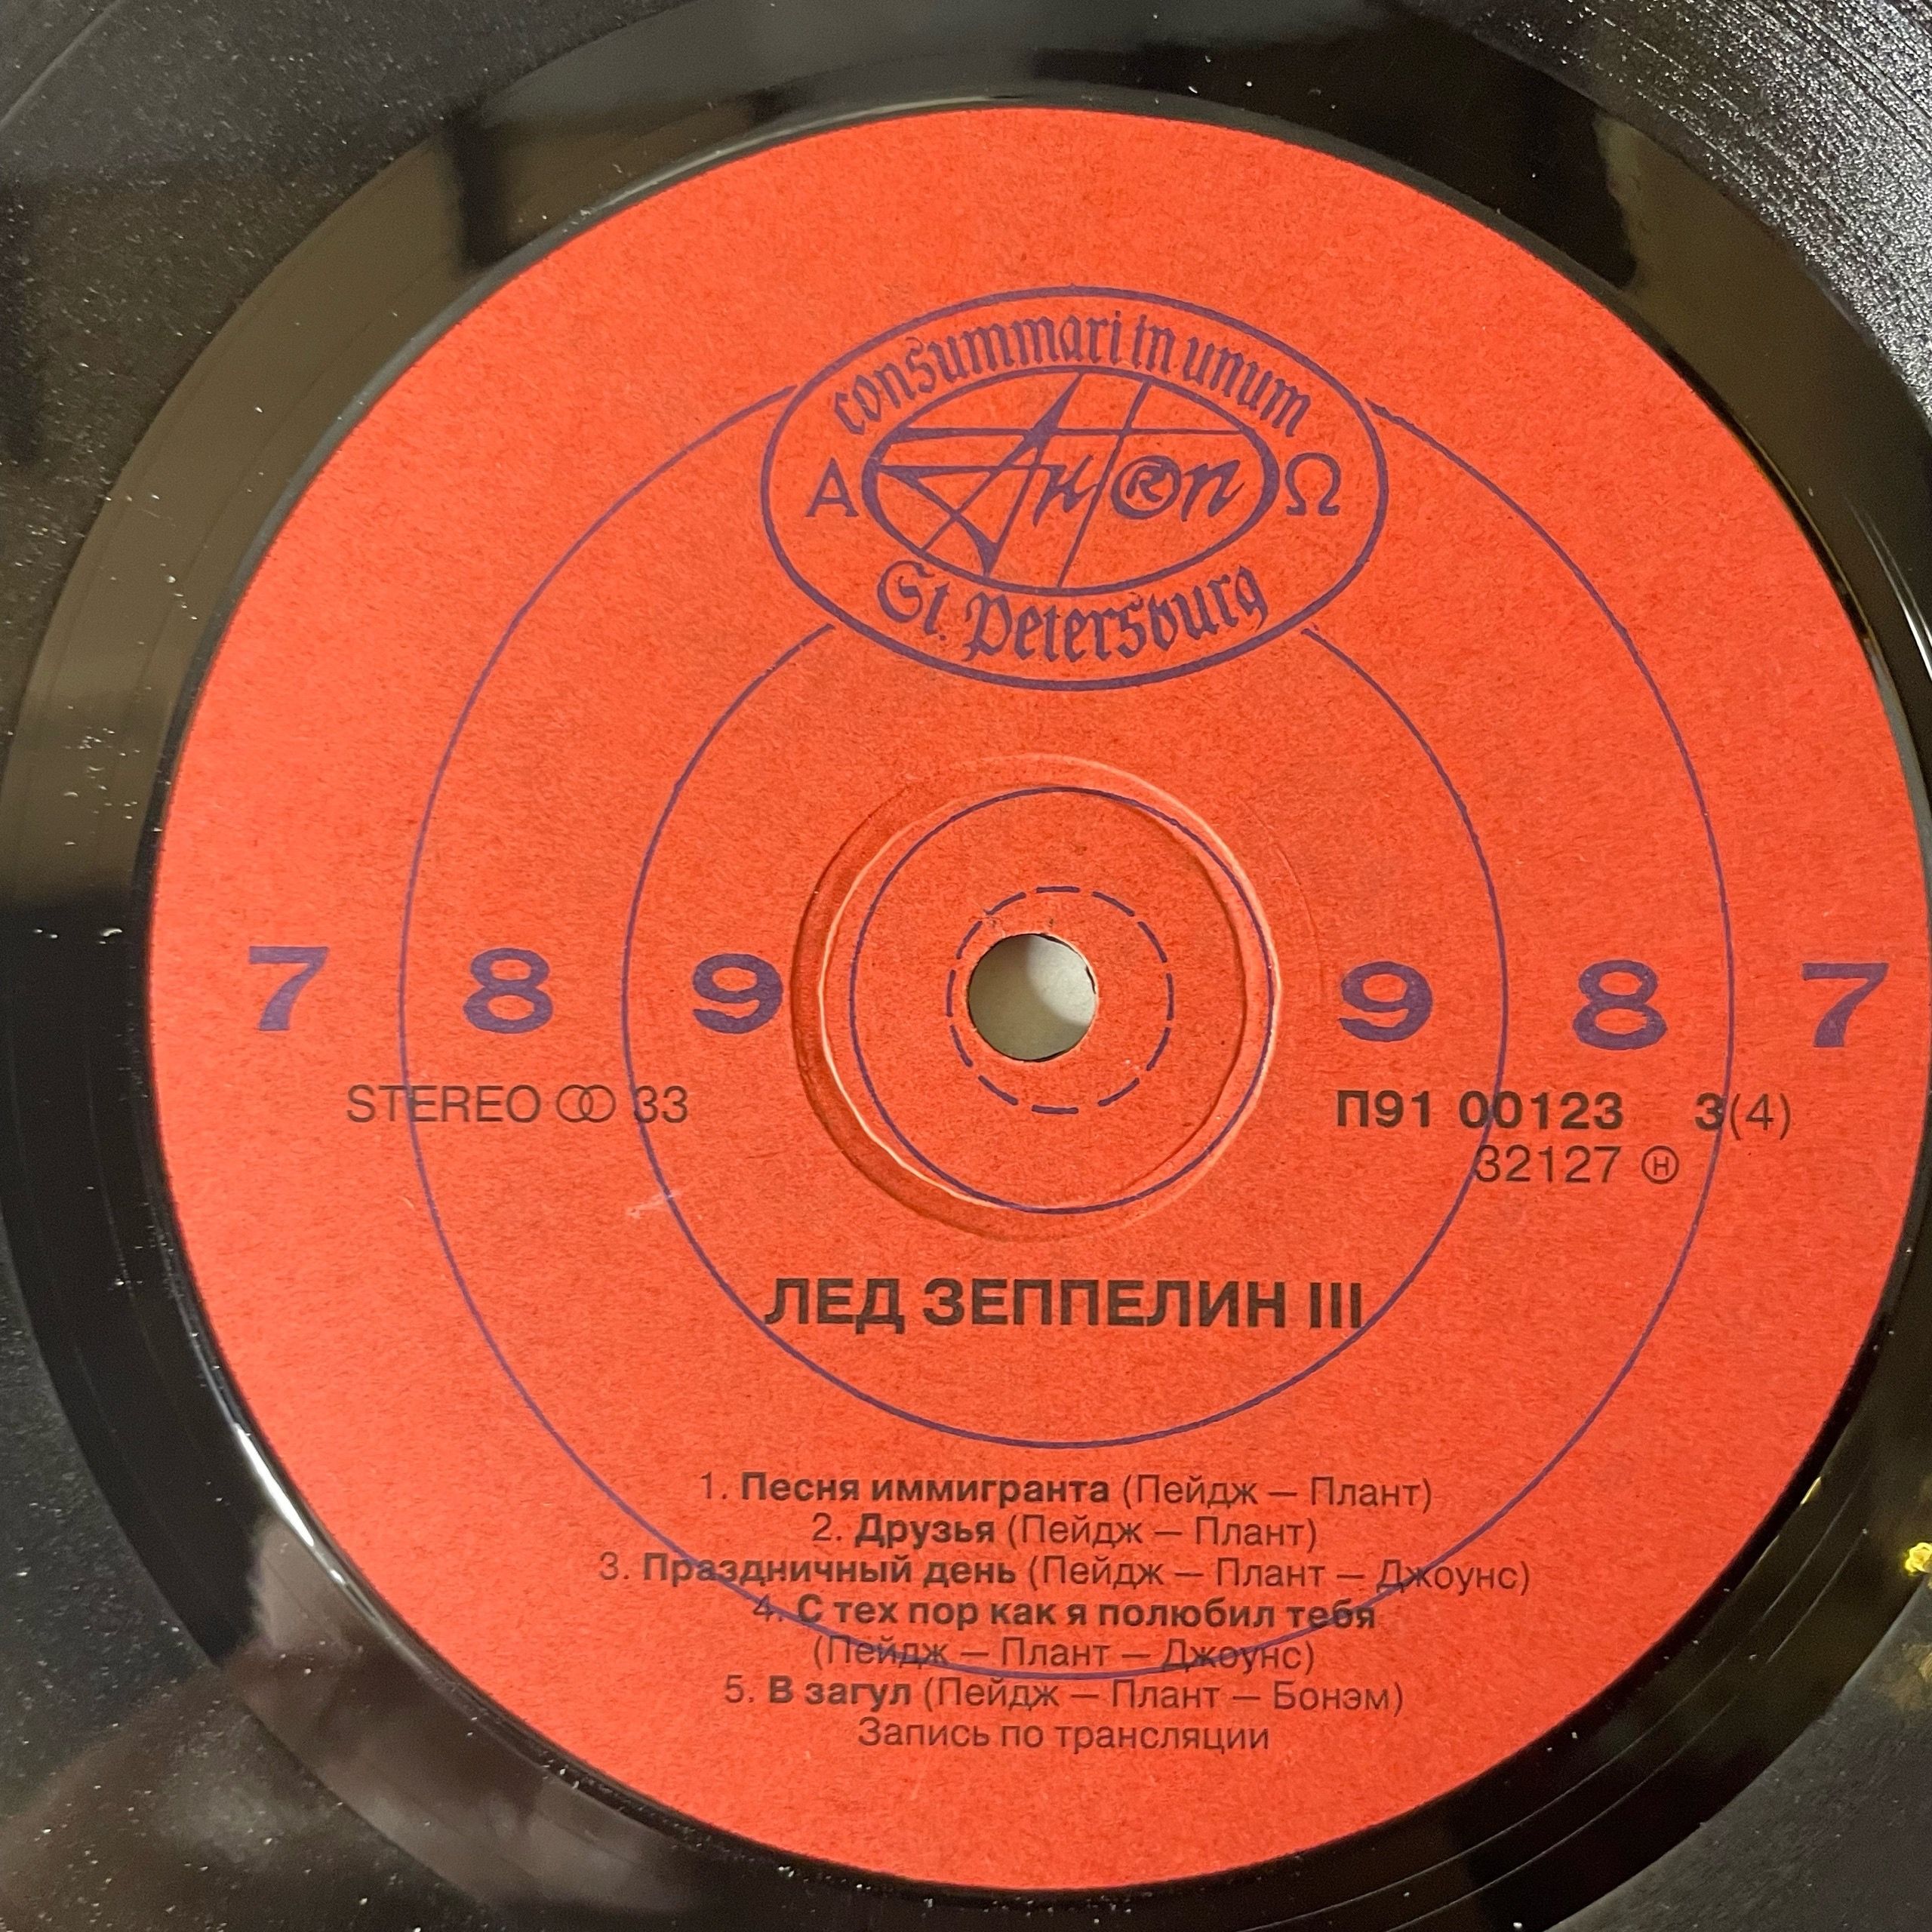 consummari in unum
А АнTроп Ω
St. Petersburg
7 8 9 9 8 7
STEREO 33 П91 00123 3(4)
32127 Ⓗ
ЛЕД ЗЕППЕЛИН III
1. Песня иммигранта (Пейдж — Плант)
2. Друзья (Пейдж — Плант)
3. Праздничный день (Пейдж — Плант — Джоунс)
4. С тех пор как я полюбил тебя
(Пейдж — Плант — Джоунс)
5. В загул (Пейдж — Плант — Бонэм)
Запись по трансляции